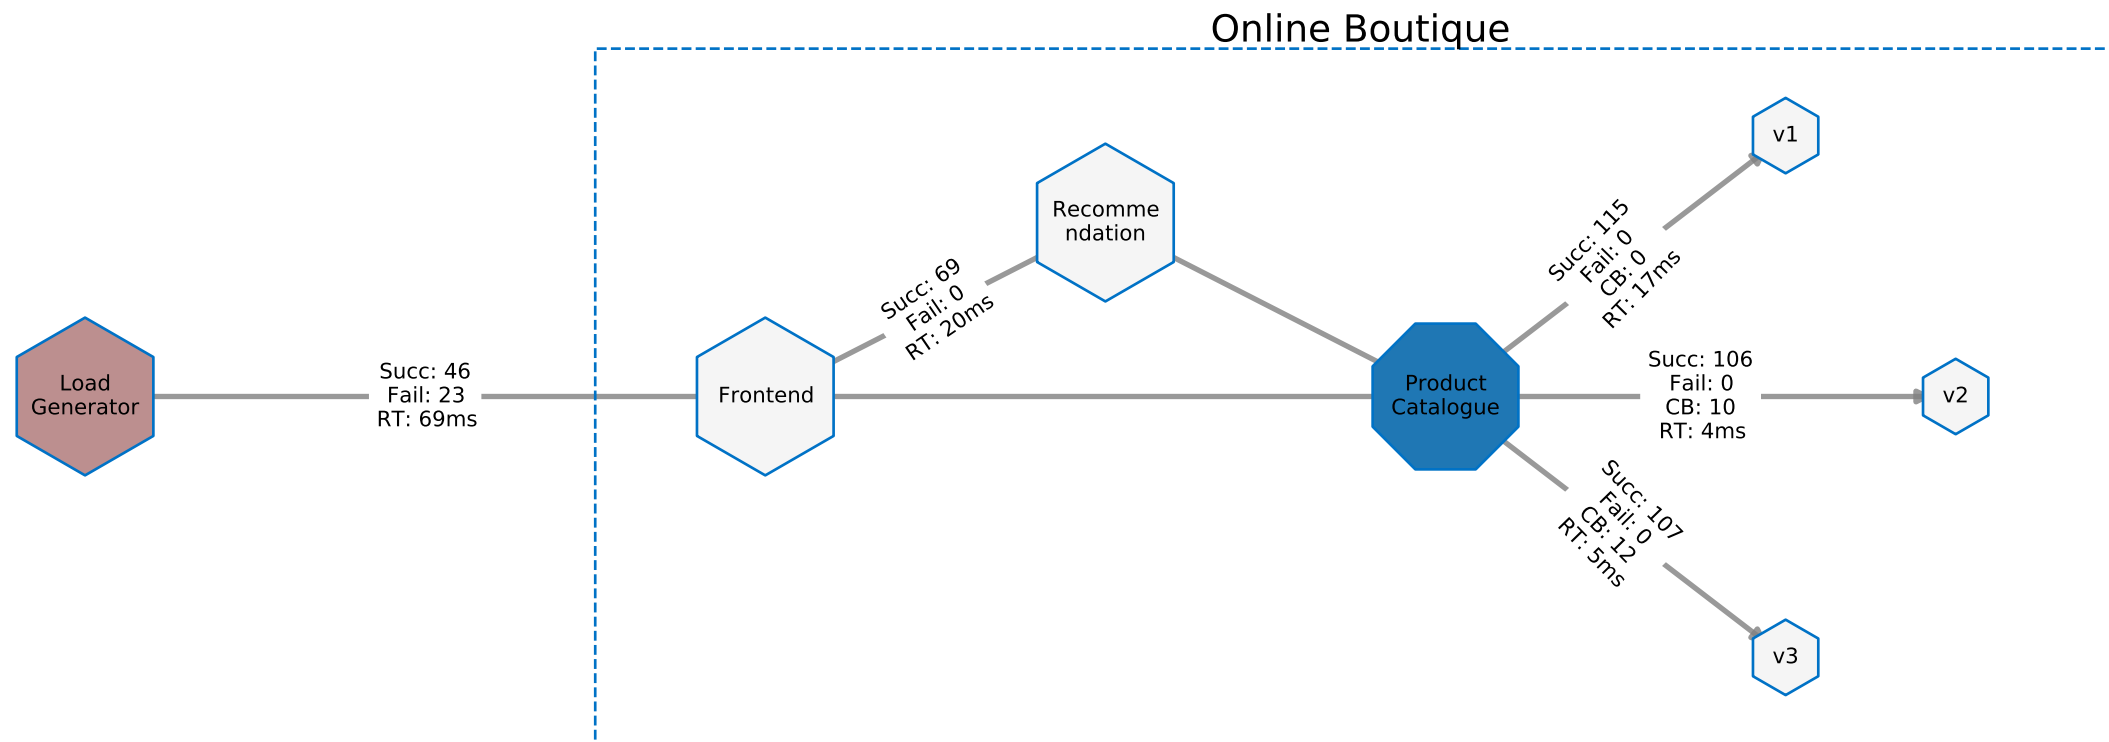 Online Boutique
Load
Generator
Succ: 46
Fail: 23
RT: 69ms
Frontend
Succ: 69
Fail: 0
RT: 20ms
Recomme
ndation
Product
Catalogue
Succ: 115
Fail: 0
CB: 0
RT: 17ms
v1
Succ: 106
Fail: 0
CB: 10
RT: 4ms
v2
Succ: 107
Fail: 0
CB: 12
RT: 5ms
v3